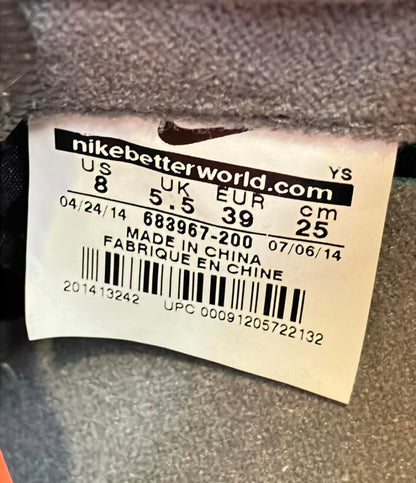 nikebetterworld.com YS
US UK EUR cm
8 5.5 39 25
04/24/14 683967-200 07/06/14
MADE IN CHINA
FABRIQUE EN CHINE
201413242 UPC 00091205722132